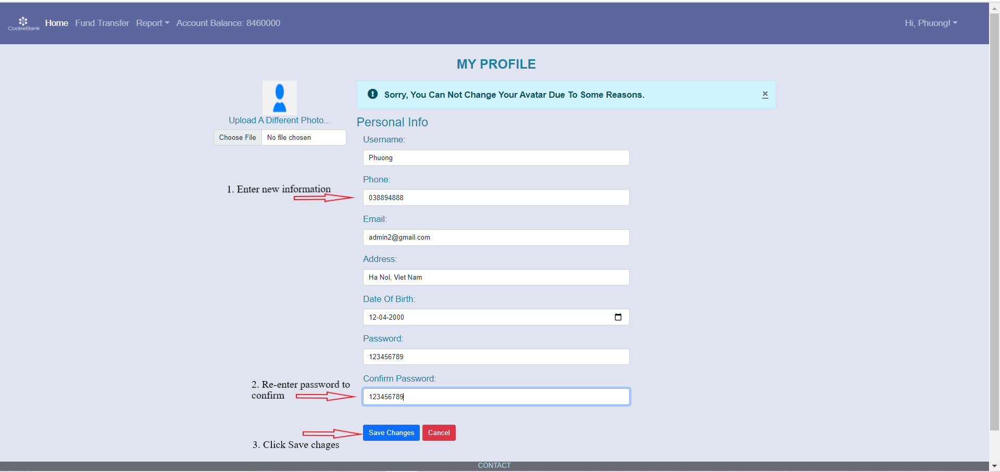 CodeeBank
Home Fund Transfer Report Account Balance: 8460000
Hi, Phuong!
MY PROFILE
Sorry, You Can Not Change Your Avatar Due To Some Reasons.
×
Upload A Different Photo...
Choose File No file chosen
Personal Info
Username:
Phuong
Phone:
1. Enter new information
038894888
Email:
admin2@gmail.com
Address:
Ha Noi, Viet Nam
Date Of Birth:
12-04-2000
Password:
123456789
Confirm Password:
2. Re-enter password to
confirm
123456789
Save Changes Cancel
3. Click Save chages
CONTACT